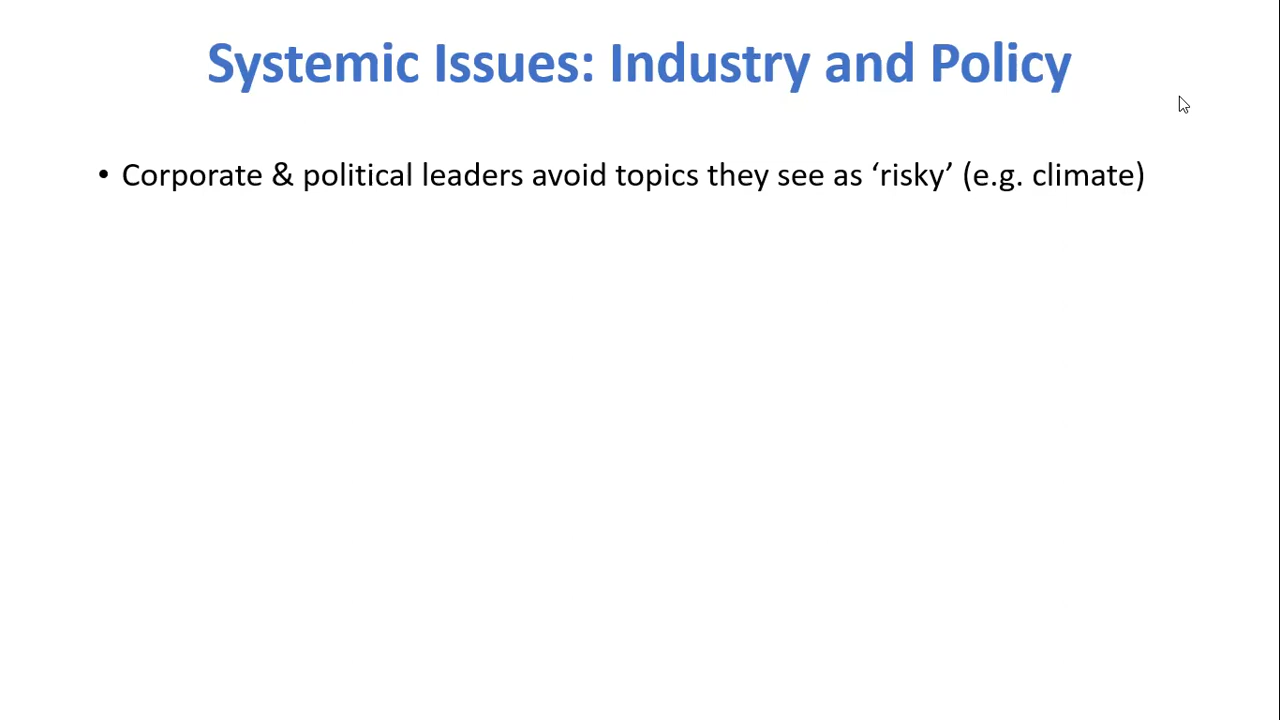 Systemic Issues: Industry and Policy
• Corporate & political leaders avoid topics they see as ‘risky’ (e.g. climate)